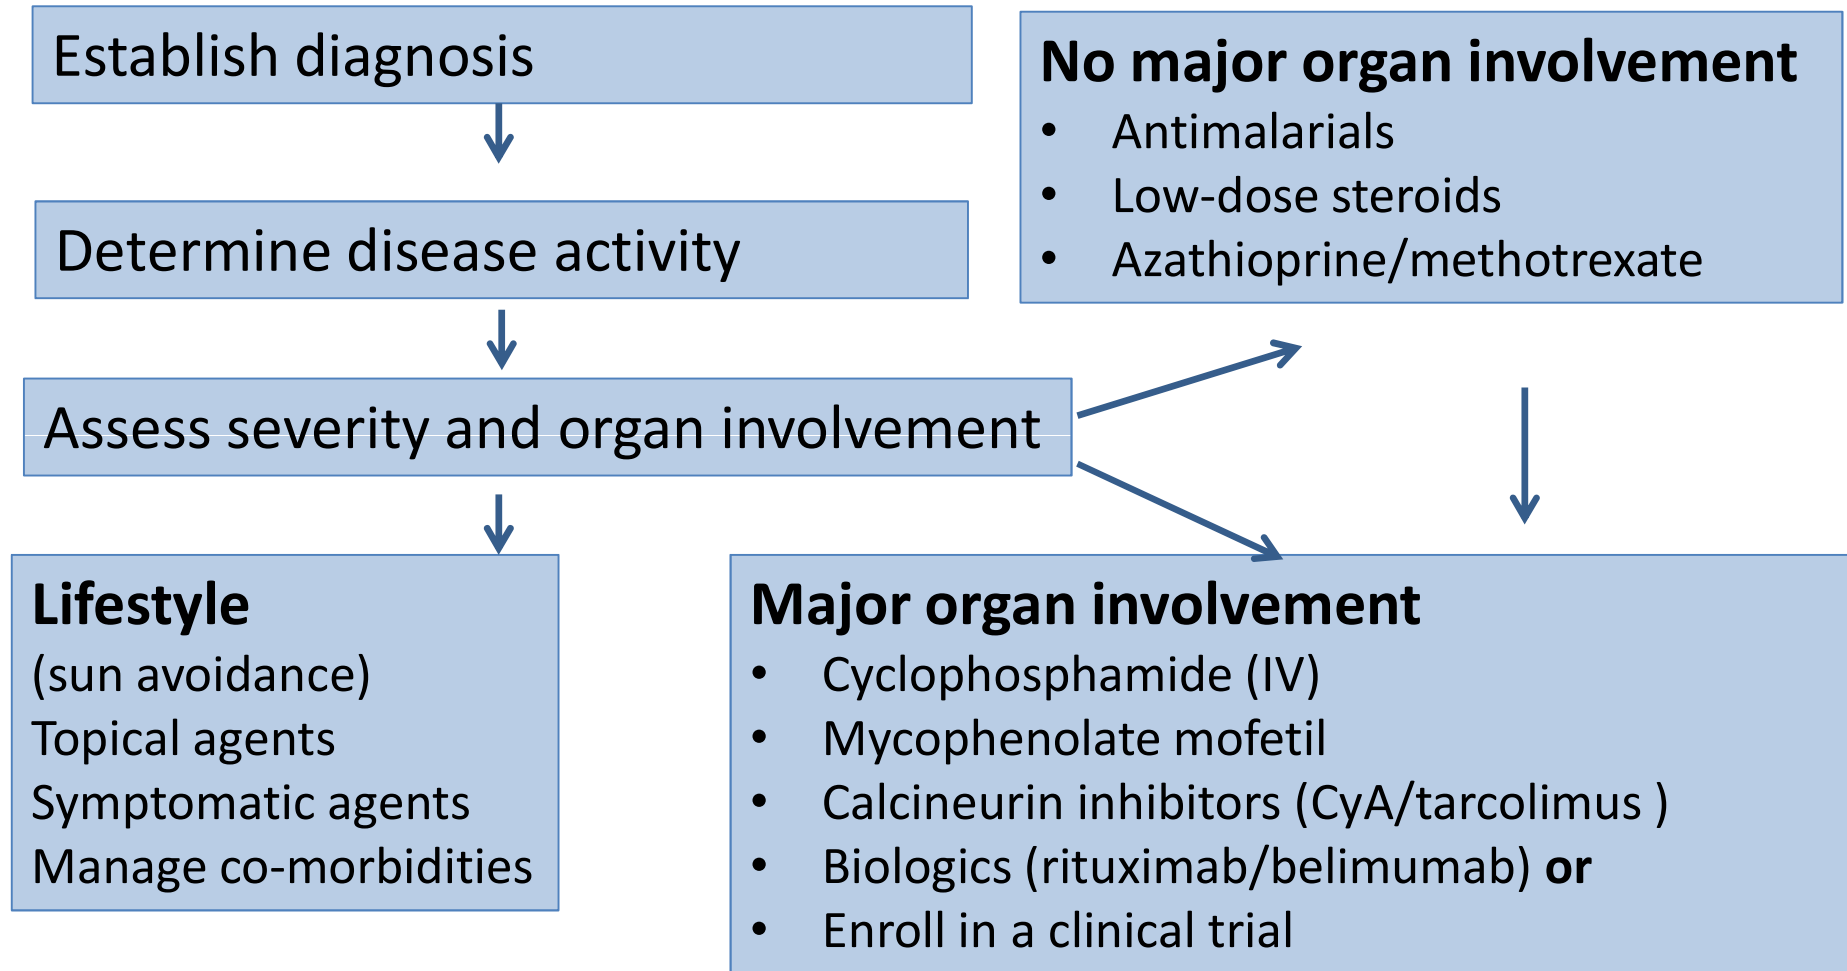 Establish diagnosis
Determine disease activity
Assess severity and organ involvement
No major organ involvement
• Antimalarials
• Low-dose steroids
• Azathioprine/methotrexate
Lifestyle
(sun avoidance)
Topical agents
Symptomatic agents
Manage co-morbidities
Major organ involvement
• Cyclophosphamide (IV)
• Mycophenolate mofetil
• Calcineurin inhibitors (CyA/tarcolimus )
• Biologics (rituximab/belimumab) or
• Enroll in a clinical trial